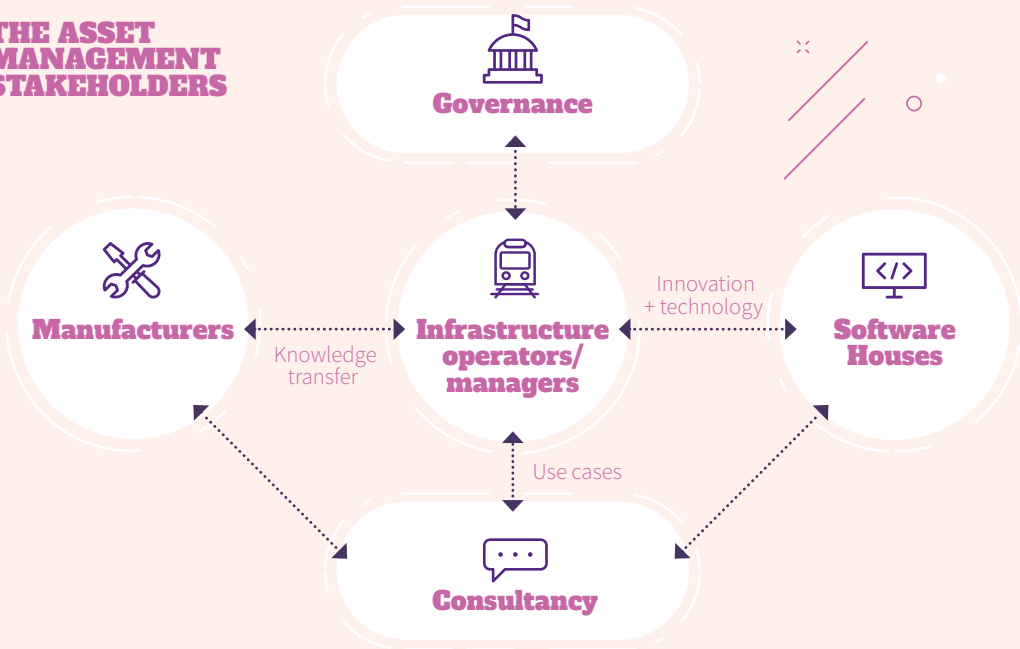 THE ASSET
MANAGEMENT
STAKEHOLDERS
Governance
Manufacturers
Knowledge
transfer
Infrastructure
operators/
managers
Innovation
+ technology
Software
Houses
Use cases
Consultancy